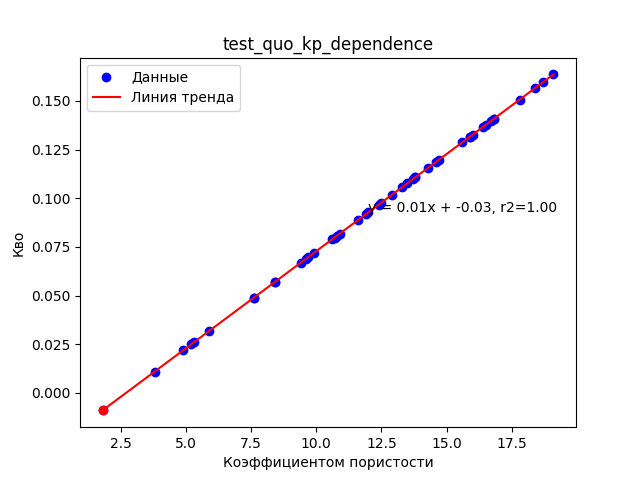 test_quo_kp_dependence
Данные
Линия тренда
0.150
0.125
0.100
y = 0.01x + -0.03, r2=1.00
0.075
0.050
0.025
0.000
Кво
2.5 5.0 7.5 10.0 12.5 15.0 17.5
Коэффициентом пористости